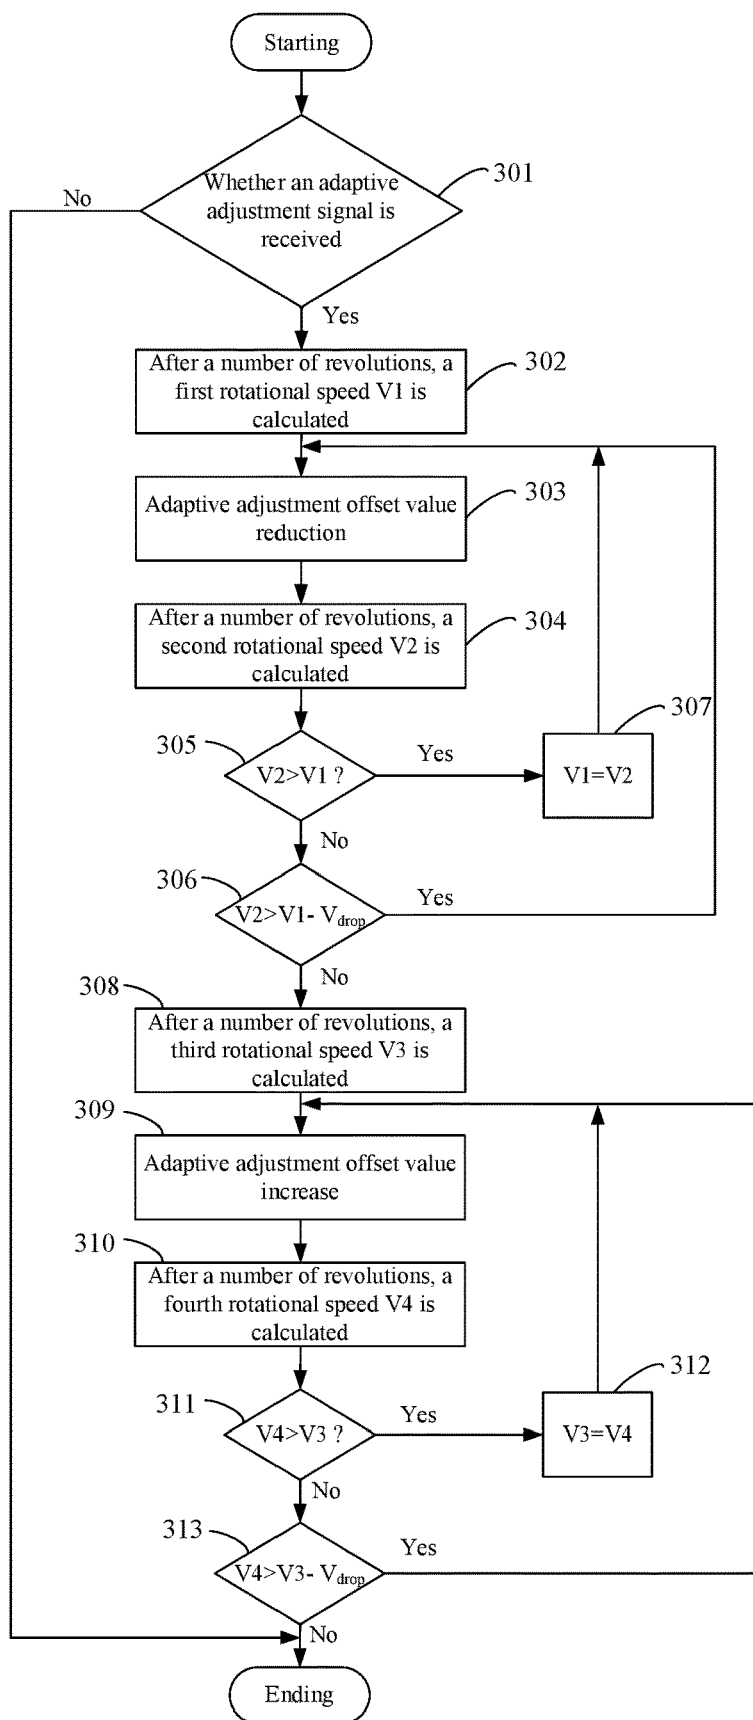 Starting
Whether an adaptive
adjustment signal is
received
301
No
Yes
After a number of revolutions, a
first rotational speed V1 is
calculated
302
Adaptive adjustment offset value
reduction
303
After a number of revolutions, a
second rotational speed V2 is
calculated
304
305
V2>V1 ?
Yes
307
V1=V2
No
306
V2>V1- Vdrop
Yes
No
308
After a number of revolutions, a
third rotational speed V3 is
calculated
309
Adaptive adjustment offset value
increase
310
After a number of revolutions, a
fourth rotational speed V4 is
calculated
311
V4>V3 ?
Yes
312
V3=V4
No
313
V4>V3- Vdrop
Yes
No
Ending